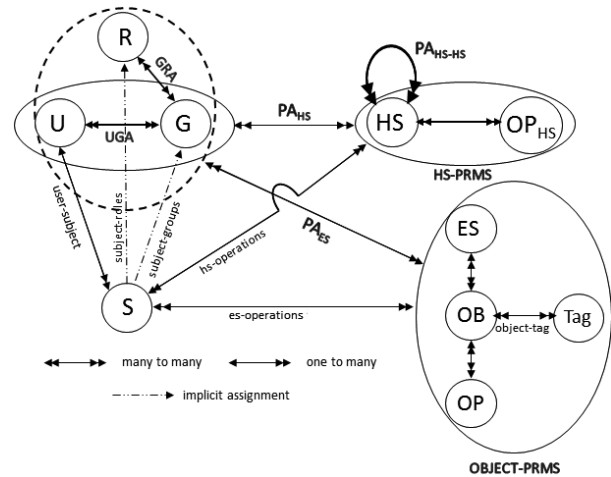 R
PA_HS-HS
GRA
U
UGA
G
PA_HS
HS
OP_HS
HS-PRMS
user-subject
subject-roles
subject-groups
hs-operations
PA_ES
ES
S
es-operations
OB
object-tag
Tag
OP
many to many
one to many
implicit assignment
OBJECT-PRMS